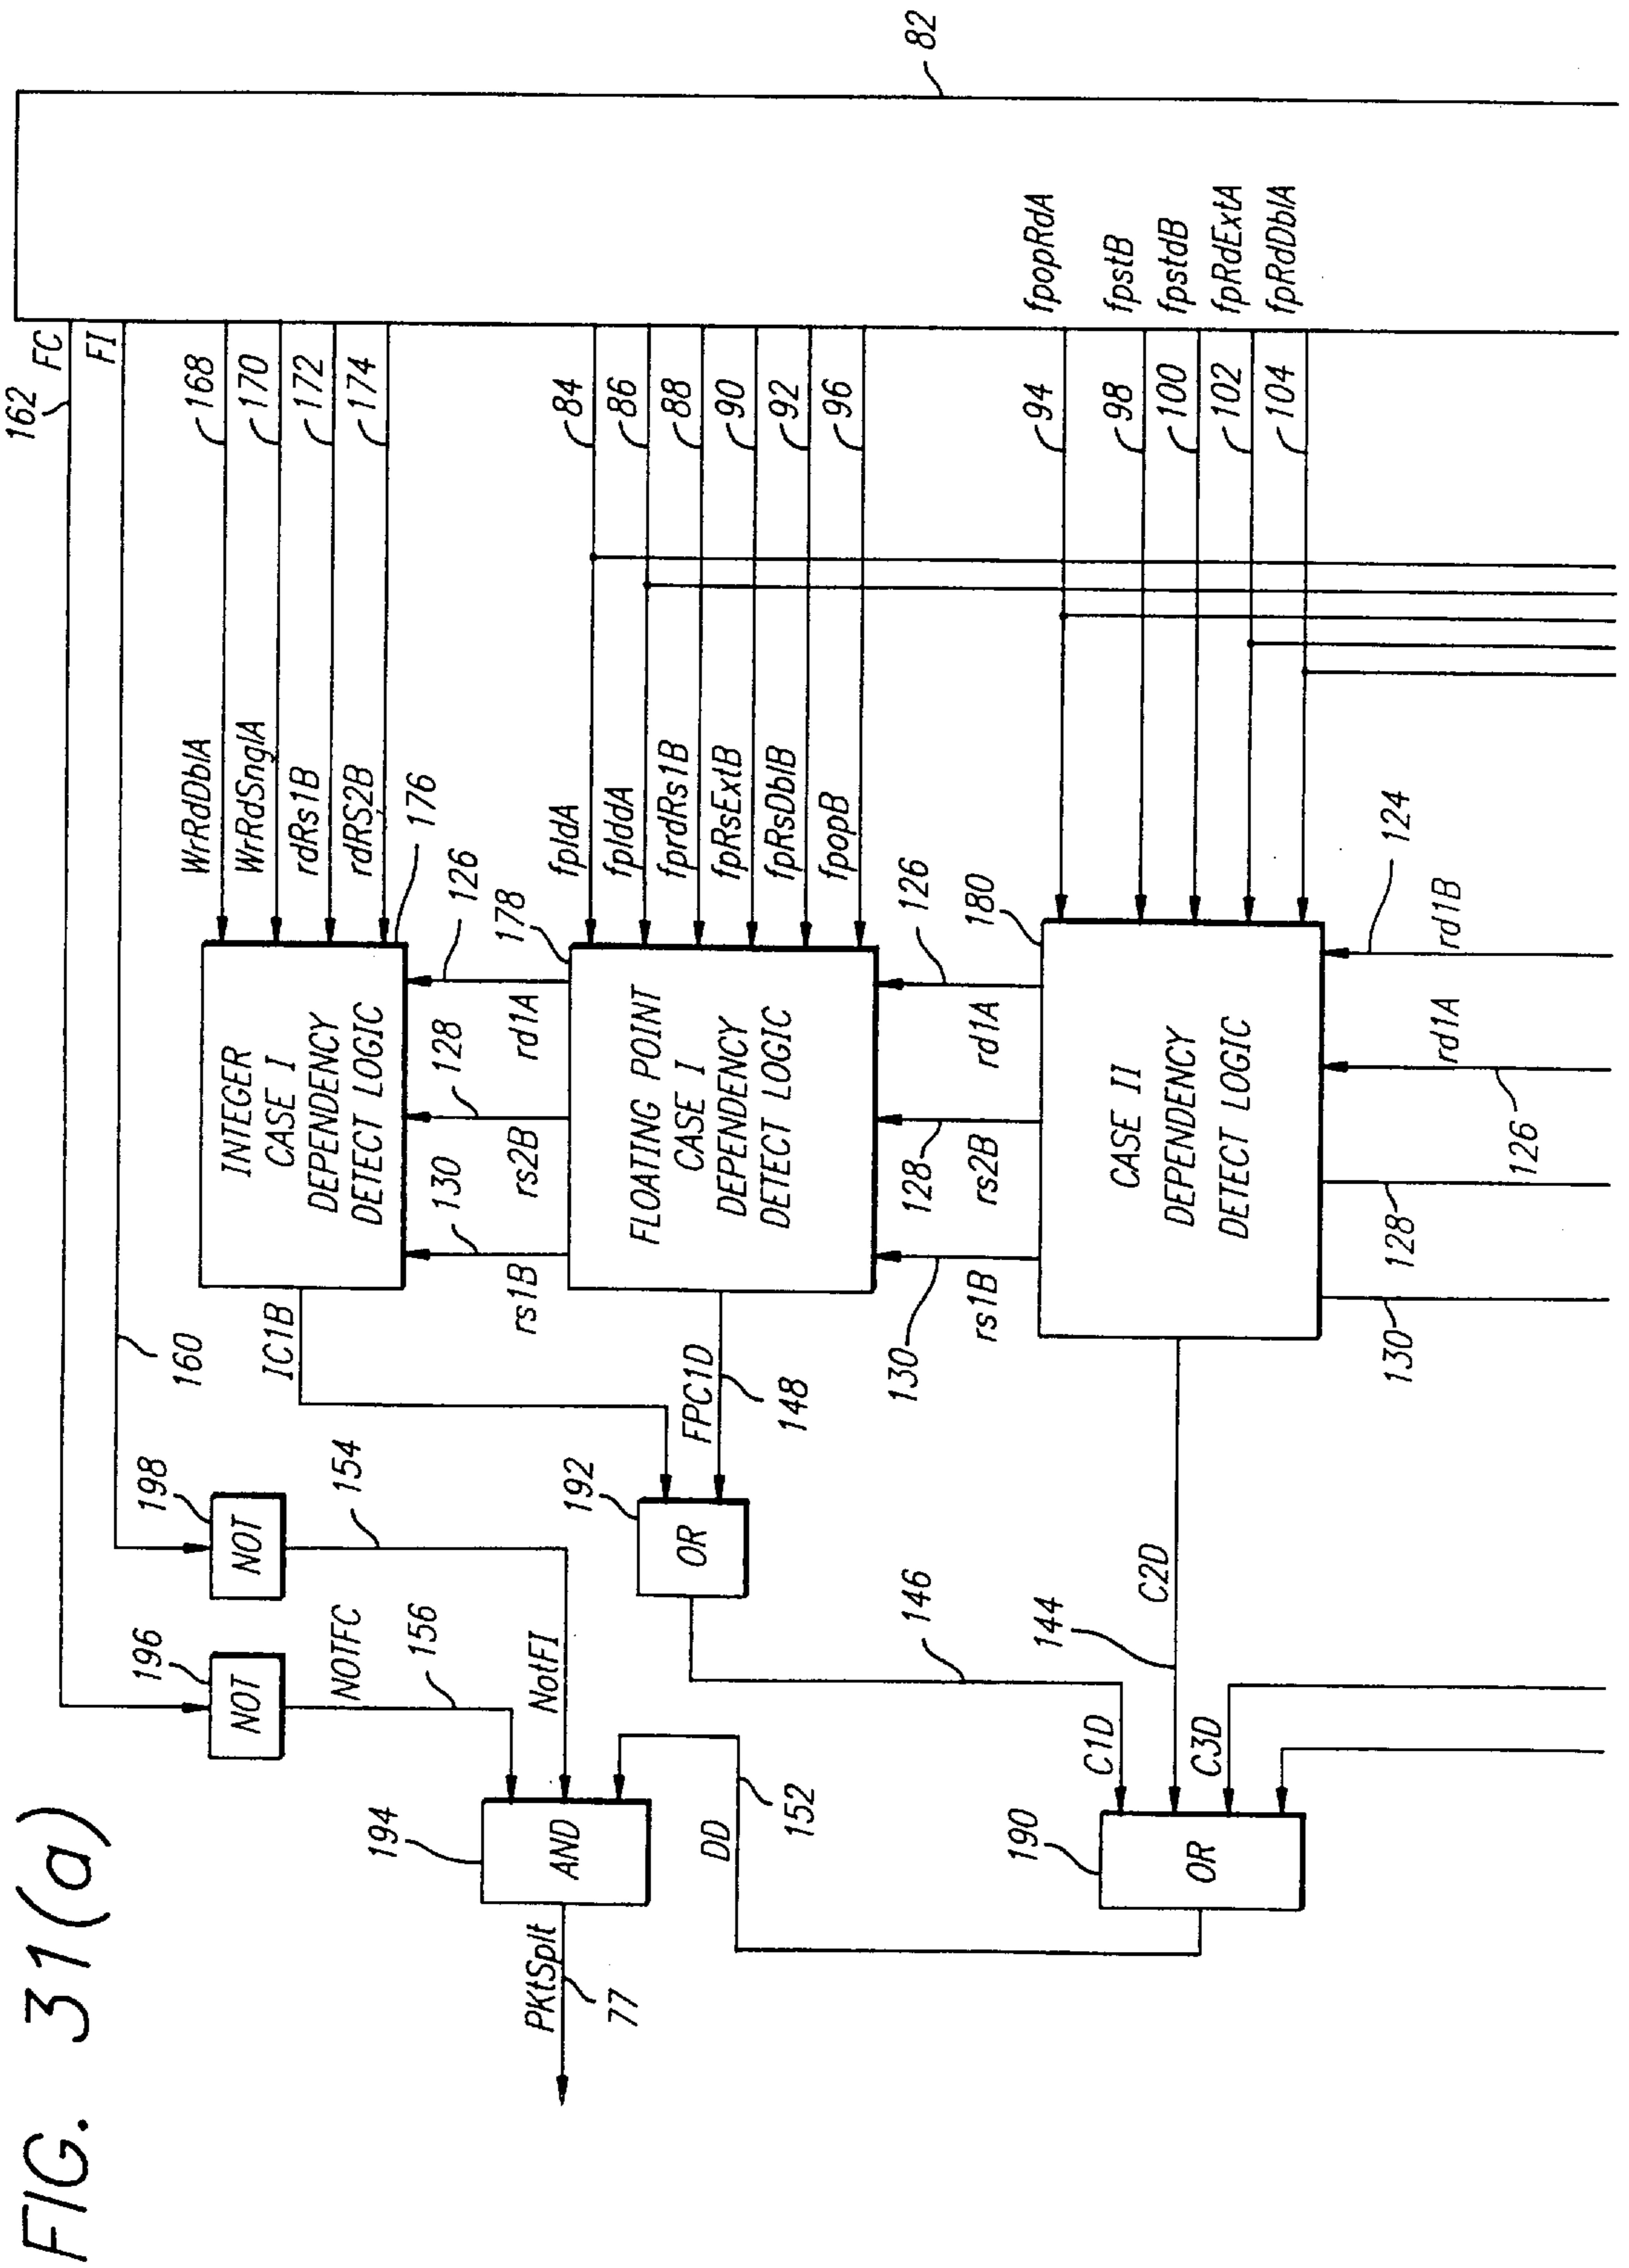 FIG. 31(a)
162
FC
FI
82
160
WrRdDblA
168
WrRdSnglA
170
rdRs1B
172
rdRS2B
174
176
INTEGER
CASE I
DEPENDENCY
DETECT LOGIC
IC1B
198
NOT
154
196
NOT
NOTFC
156
NotFI
194
AND
PKtSplt
77
DD
152
130
rs1B
128
rs2B
126
rd1A
178
FLOATING POINT
CASE I
DEPENDENCY
DETECT LOGIC
fpldA
84
fplddA
86
fprdRs1B
88
fpRsExtB
90
fpRsDblB
92
fpopB
96
FPC1D
148
192
OR
146
130
rs1B
128
rs2B
126
rd1A
180
CASE II
DEPENDENCY
DETECT LOGIC
94
fpopRdA
98
fpstB
100
fpstdB
102
fpRdExtA
104
fpRdDblA
144
C2D
C1D
C3D
190
OR
130
128
126
rd1A
rd1B
124